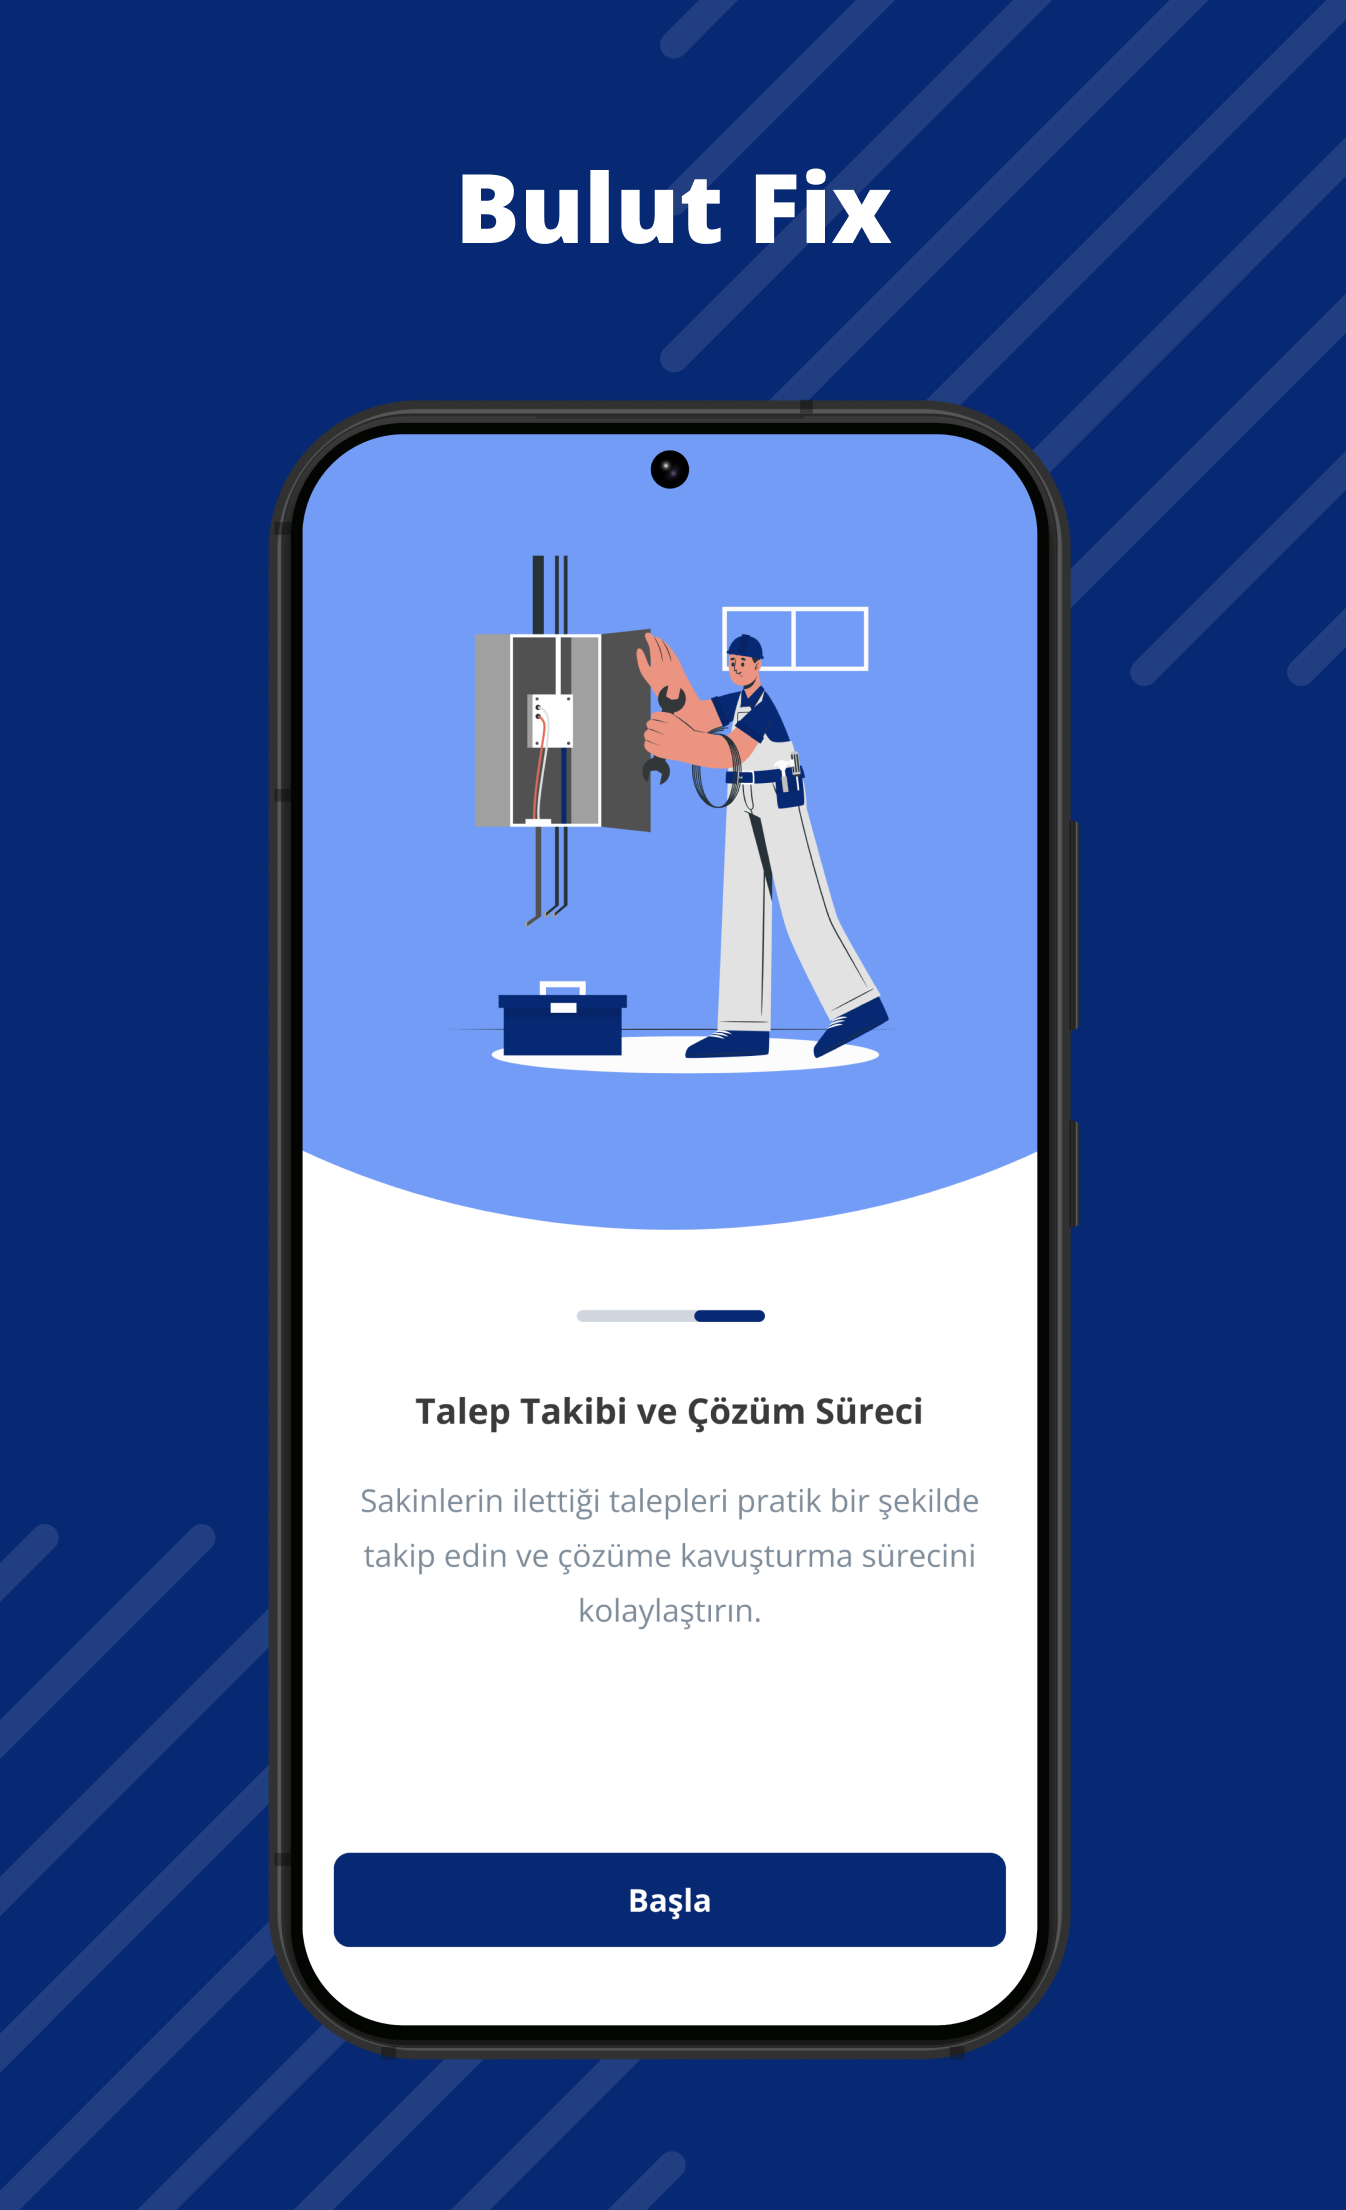 Bulut Fix
Talep Takibi ve Çözüm Süreci
Sakinlerin ilettiği talepleri pratik bir şekilde
takip edin ve çözüme kavuşturma sürecini
kolaylaştırın.
Başla